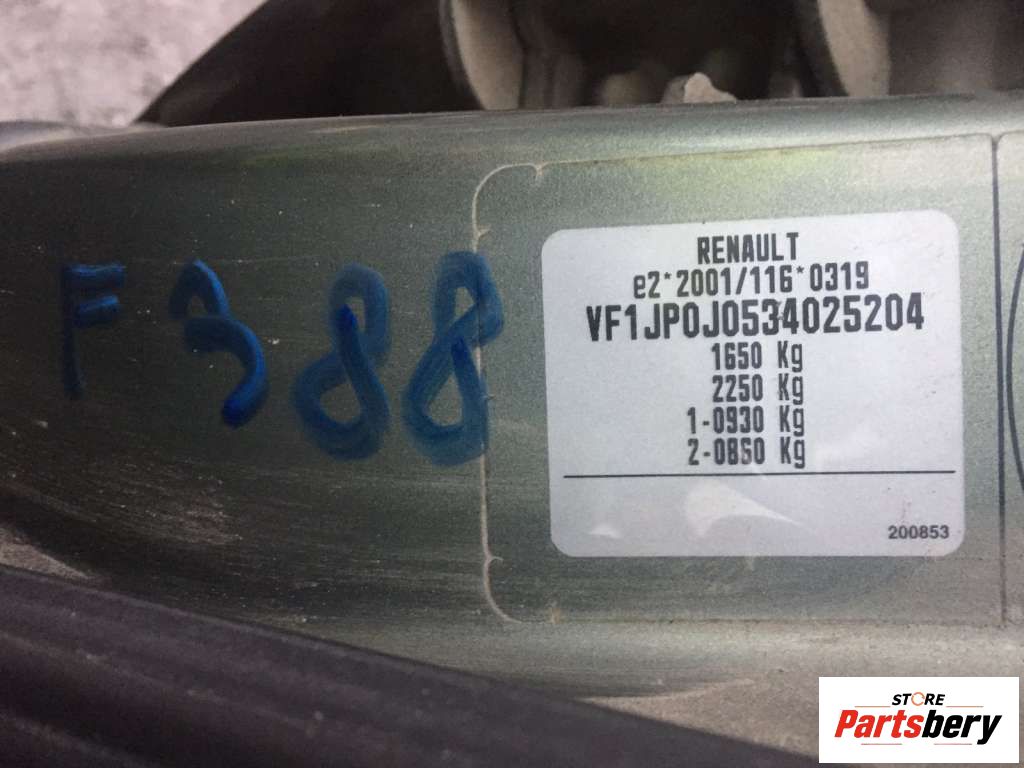 F388
RENAULT
e2*2001/116*0319
VF1JP0J0534025204
1650 Kg
2250 Kg
1-0930 Kg
2-0860 Kg
200853
STORE
Partsbery